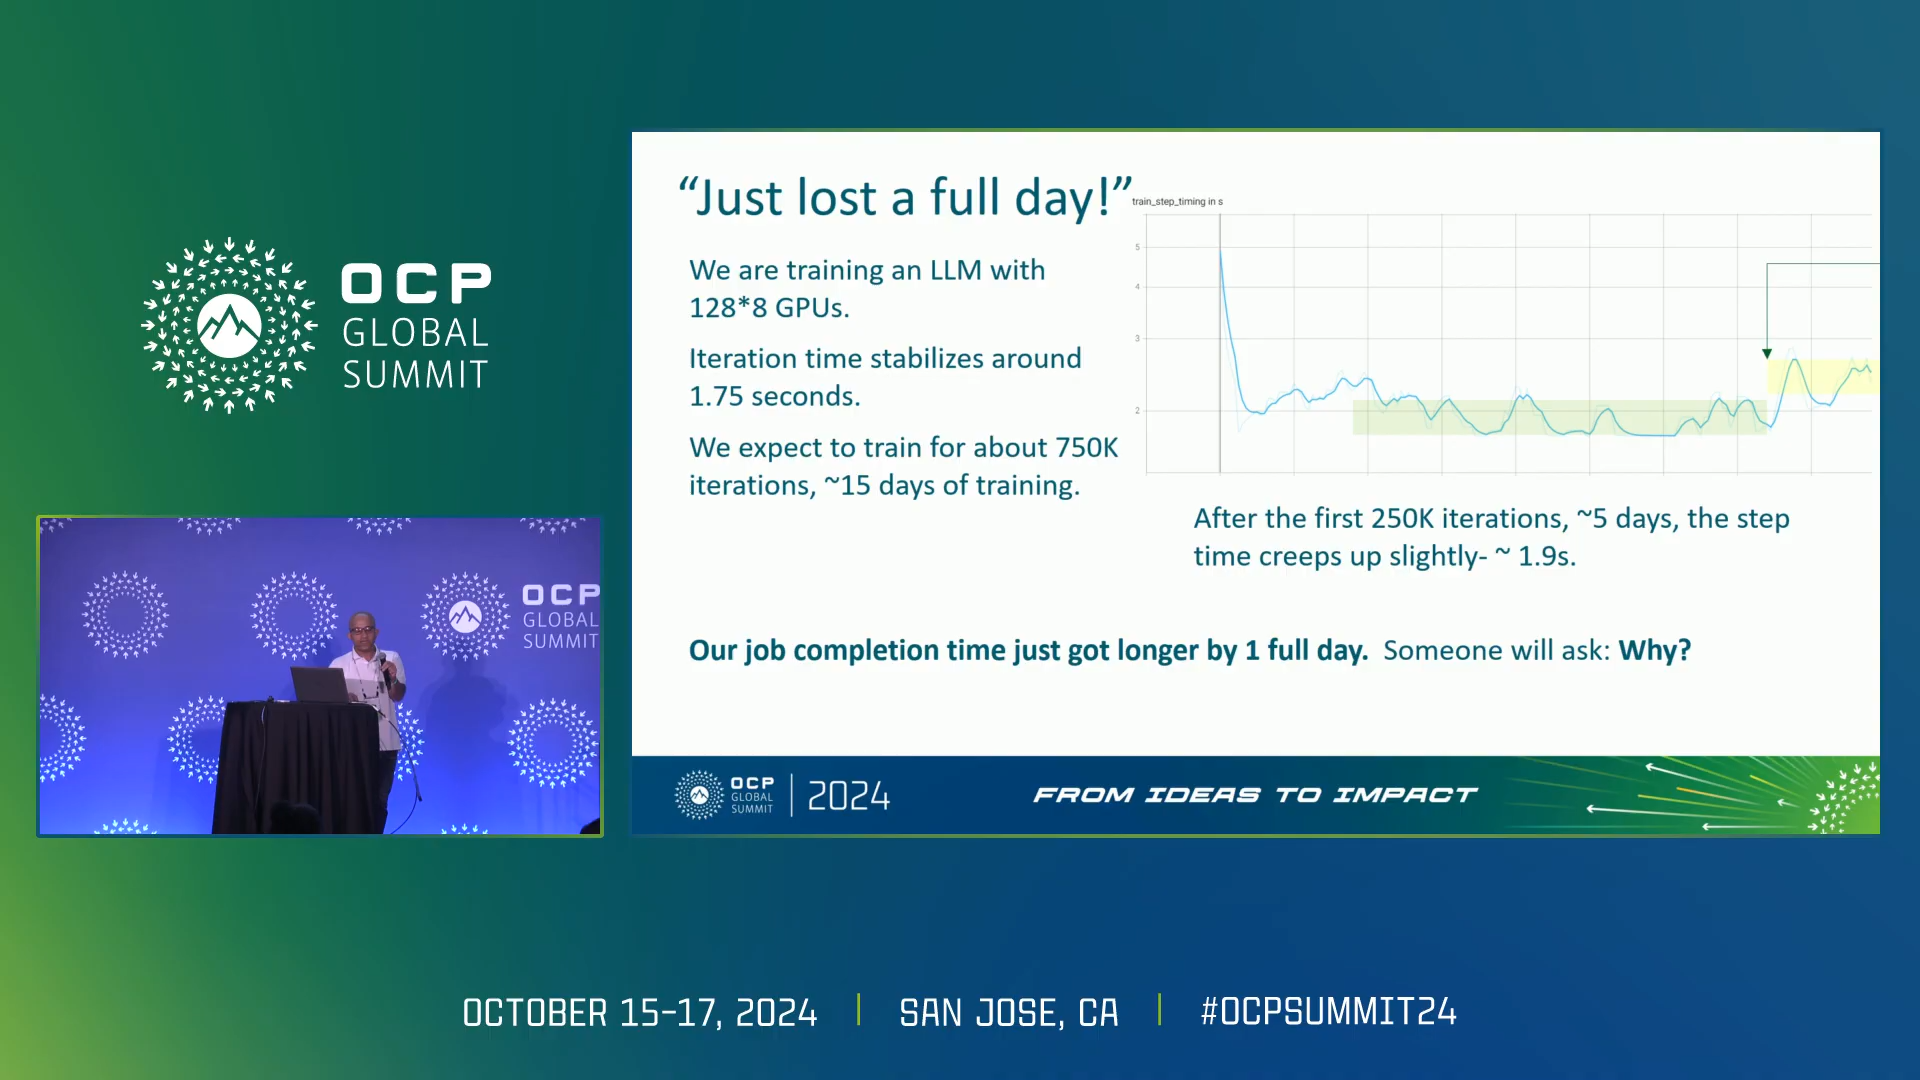 OCP
GLOBAL
SUMMIT
“Just lost a full day!”
We are training an LLM with
128*8 GPUs.
Iteration time stabilizes around
1.75 seconds.
We expect to train for about 750K
iterations, ~15 days of training.
train_step_timing in s
5
4
3
2
After the first 250K iterations, ~5 days, the step
time creeps up slightly- ~ 1.9s.
Our job completion time just got longer by 1 full day. Someone will ask: Why?
OCP
GLOBAL
SUMMIT
OCP
GLOBAL
SUMMIT
2024
FROM IDEAS TO IMPACT
OCTOBER 15-17, 2024
SAN JOSE, CA
#OCPSUMMIT24